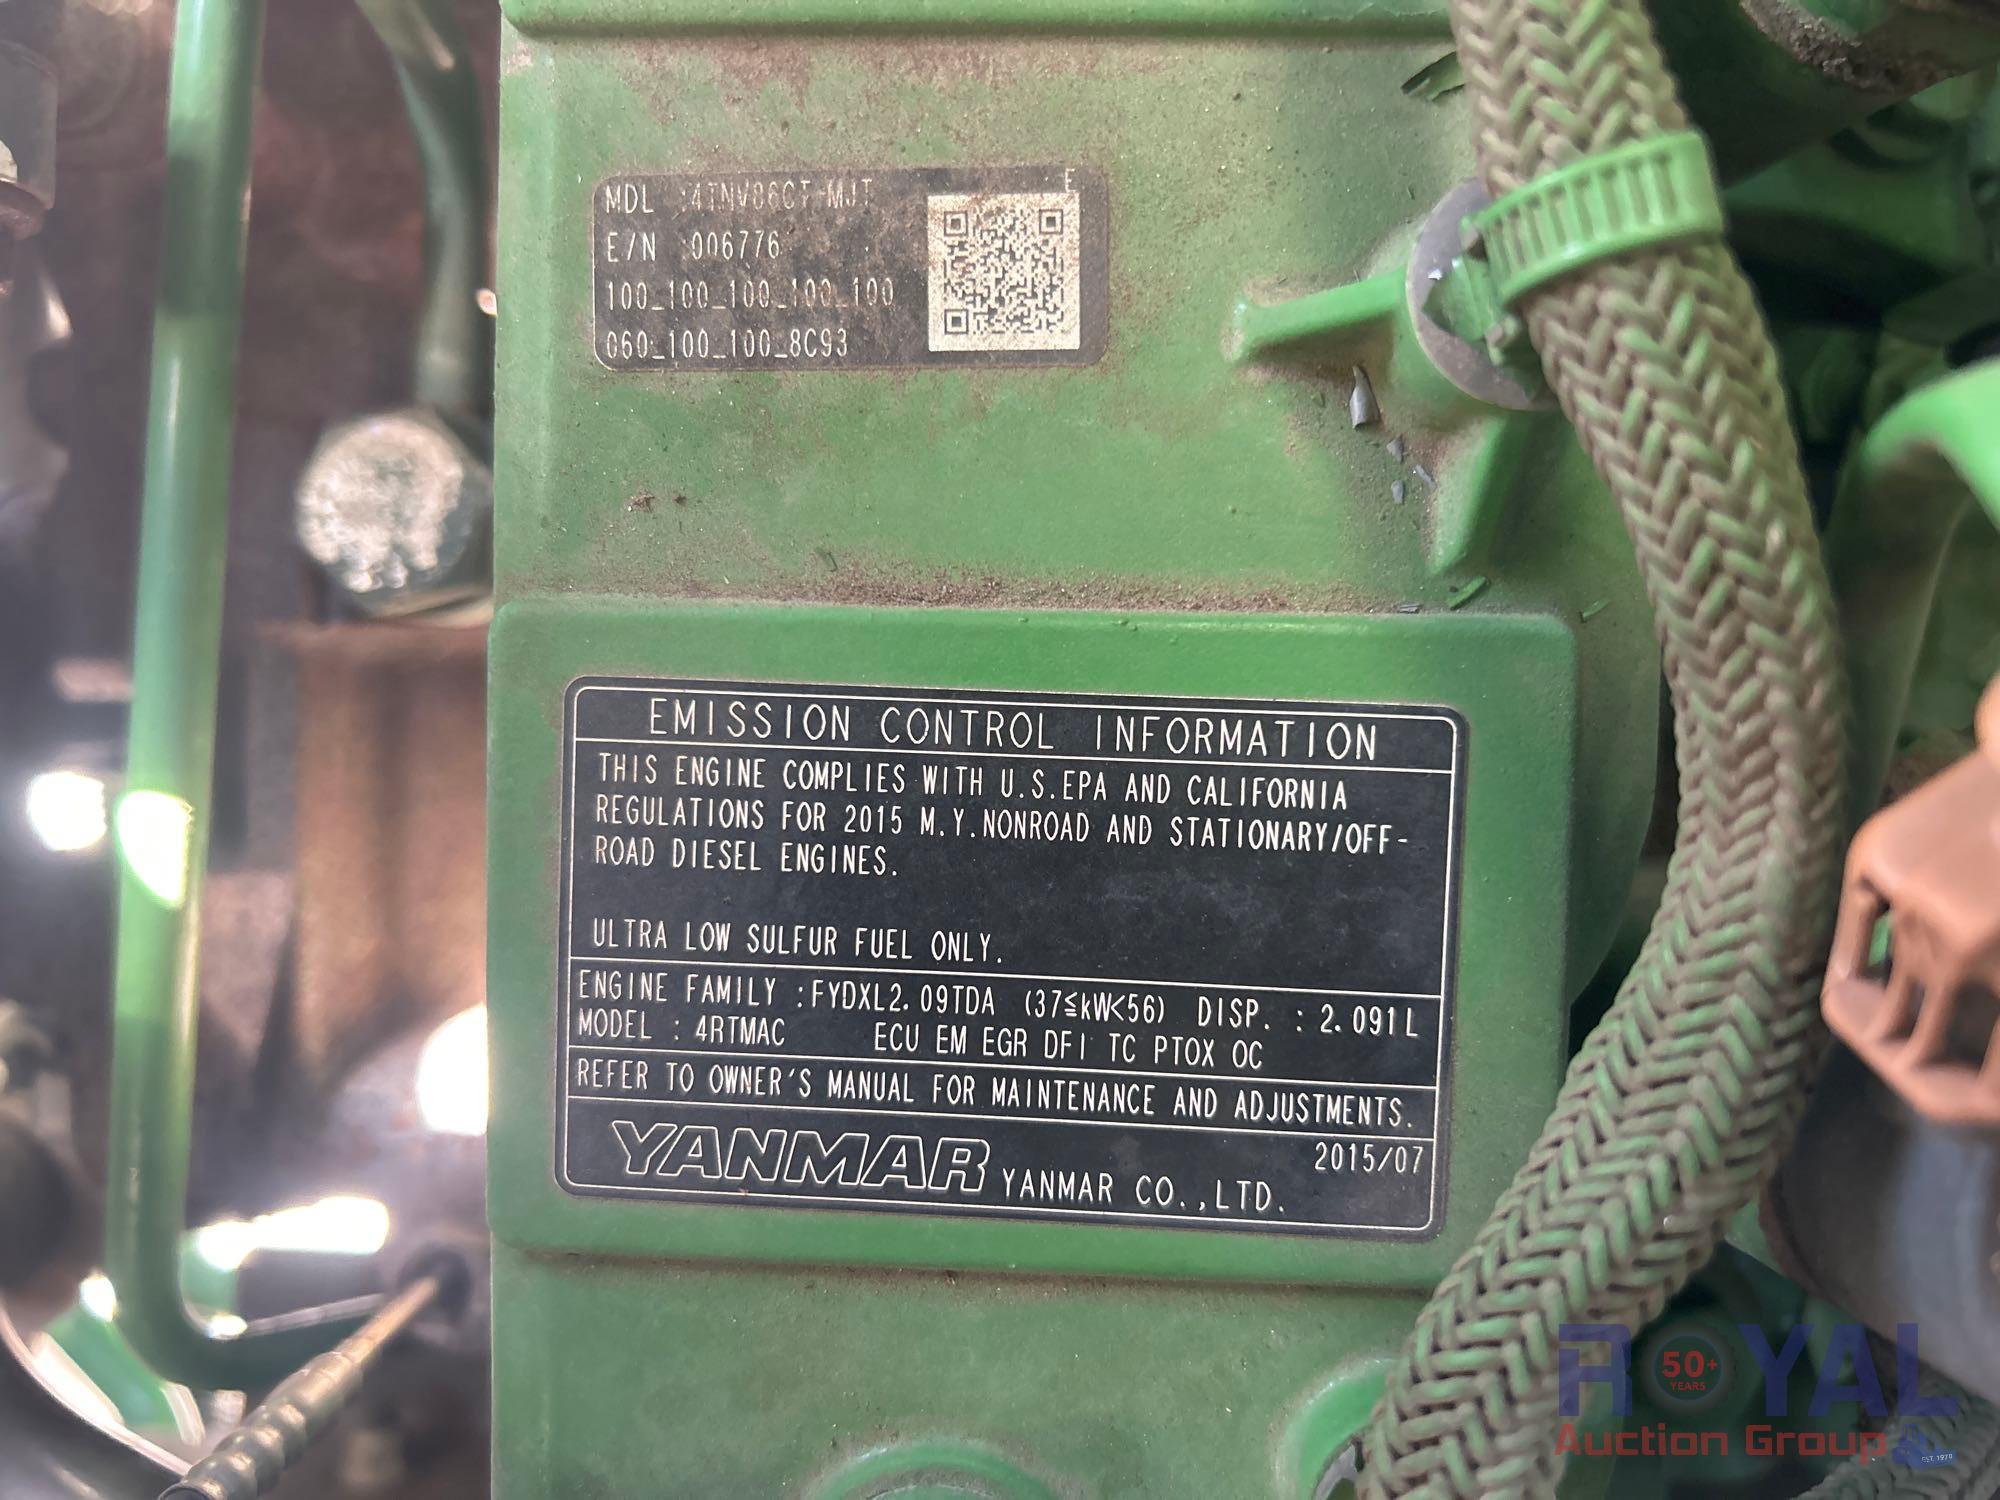 MDL :4TNV86CT-MJT
E
E/N :006776
100_100_100_100_100
060_100_100_8C93
EMISSION CONTROL INFORMATION
THIS ENGINE COMPLIES WITH U.S.EPA AND CALIFORNIA
REGULATIONS FOR 2015 M.Y.NONROAD AND STATIONARY/OFF-
ROAD DIESEL ENGINES.
ULTRA LOW SULFUR FUEL ONLY.
ENGINE FAMILY :FYDXL2.09TDA (37≦kW<56) DISP. : 2.091L
MODEL : 4RTMAC ECU EM EGR DFI TC PTOX OC
REFER TO OWNER'S MANUAL FOR MAINTENANCE AND ADJUSTMENTS.
2015/07
YANMAR YANMAR CO.,LTD.
ROYAL
50+
YEARS
Auction Group
EST. 1970